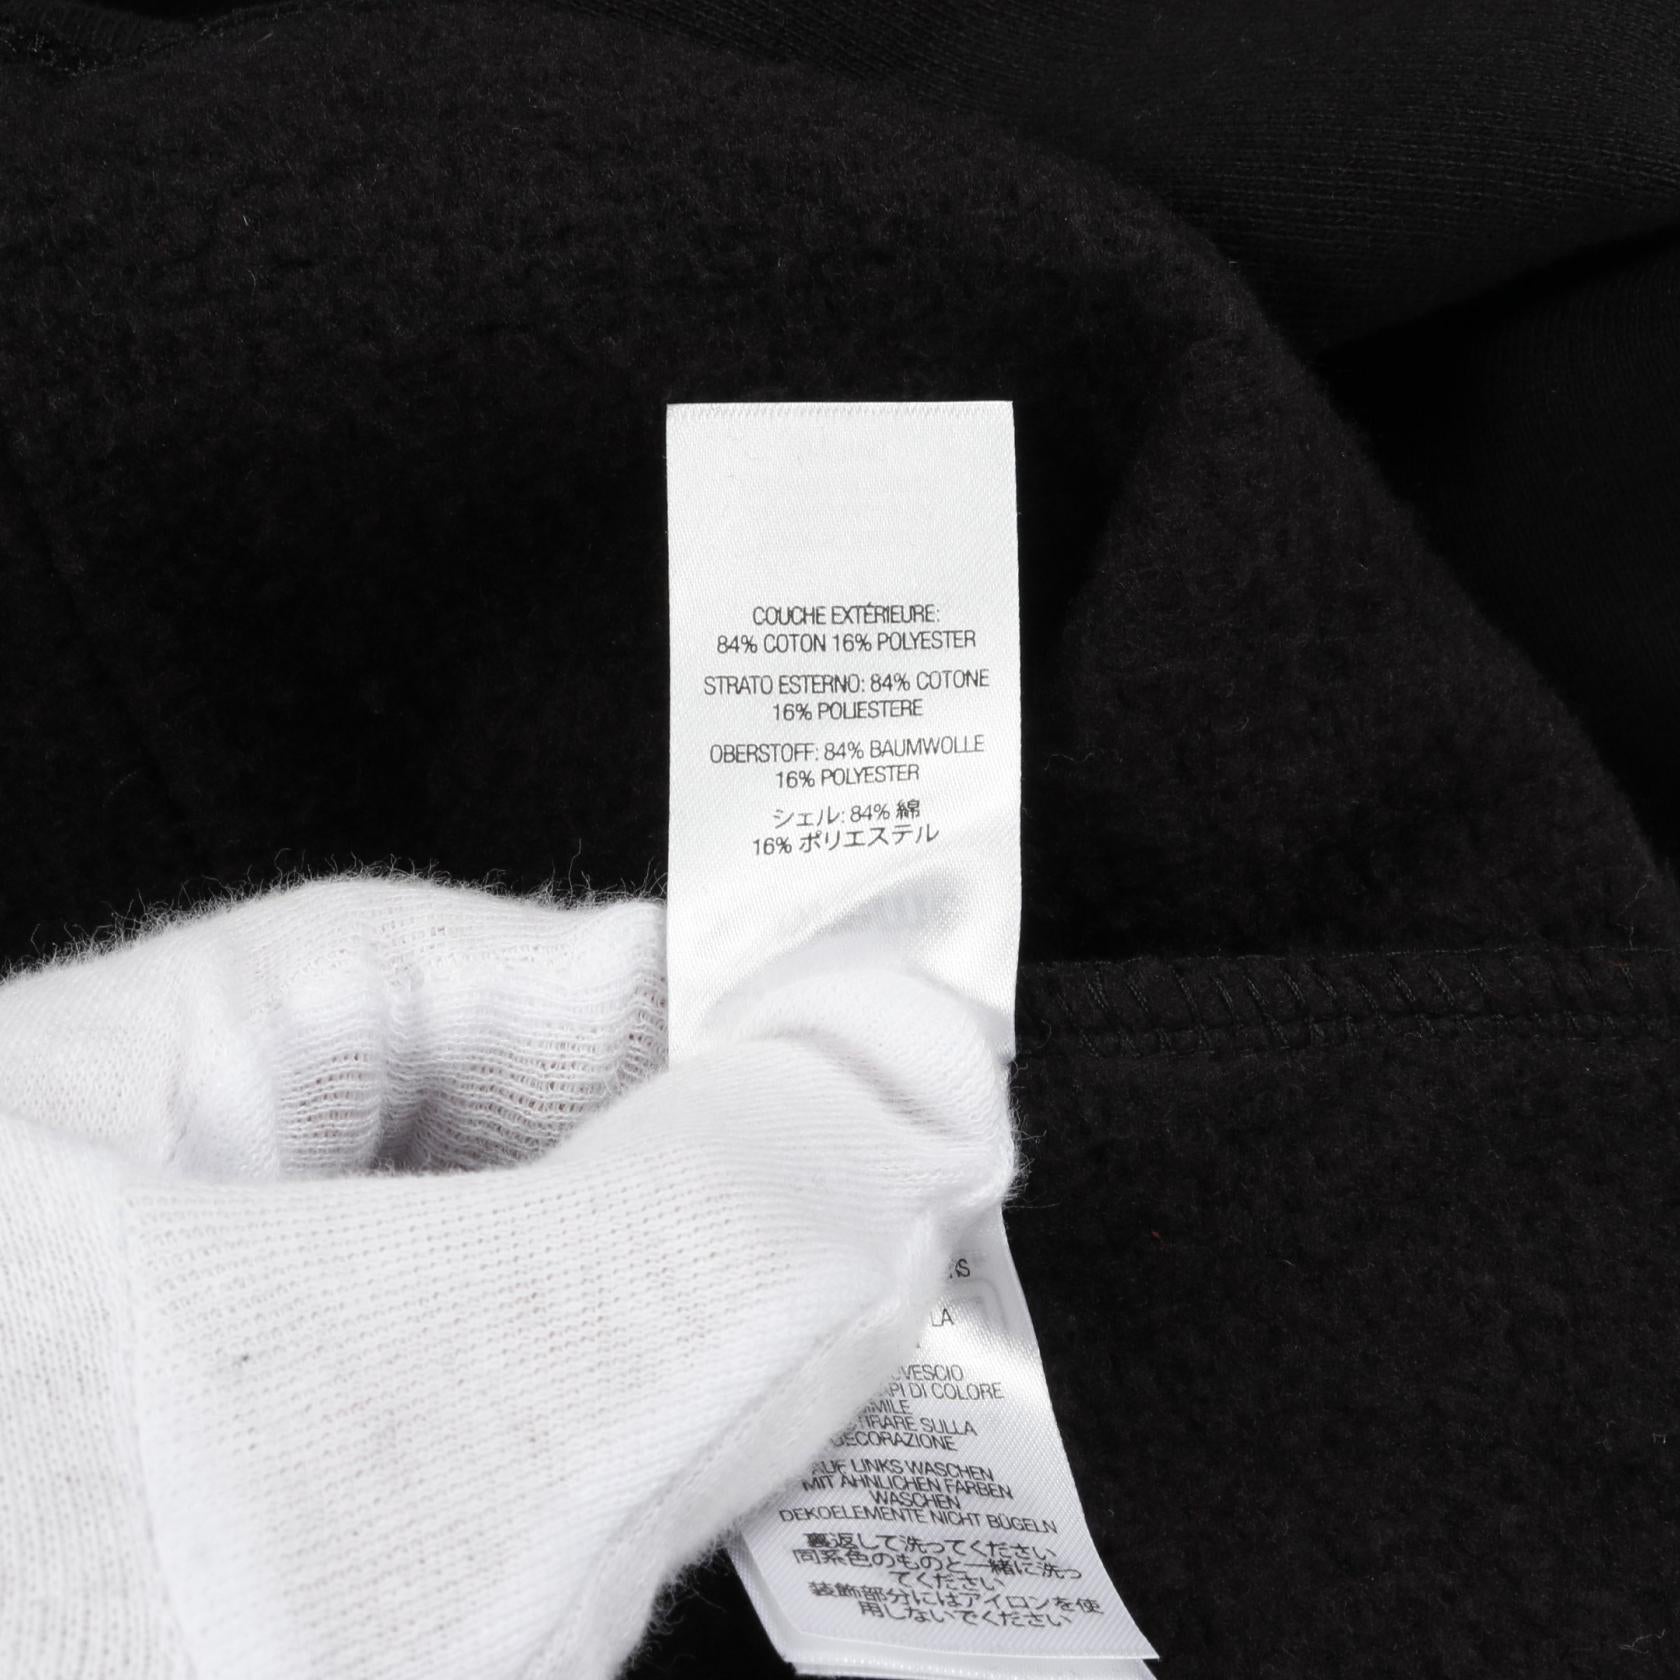 COUCHE EXTÉRIEURE:
84% COTON 16% POLYESTER
STRATO ESTERNO: 84% COTONE
16% POLIESTERE
OBERSTOFF: 84% BAUMWOLLE
16% POLYESTER
シェル: 84% 綿
16% ポリエステル
LA
DI COLORE
SULLA
DECORAZIONE
AUF LINKS WASCHEN
MIT ÄHNLICHEN FARBEN
WASCHEN
DEKOELEMENTE NICHT BÜGELN
裏返して洗ってください
同系色のものと一緒に洗っ
てください
装飾部分にはアイロンを使
用しないでください